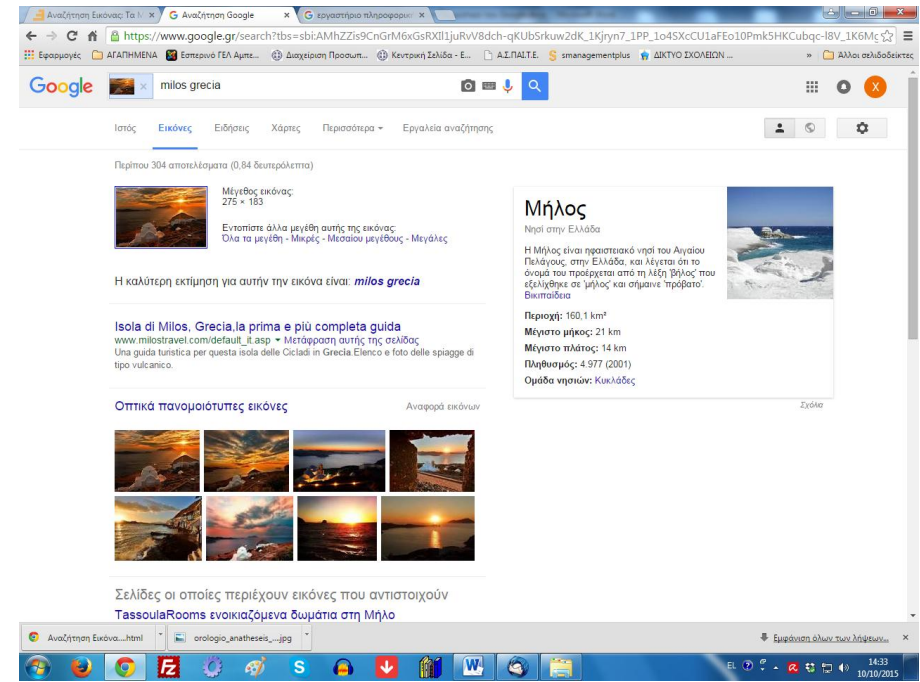 Αναζήτηση Εικόνας; Τα
Αναζήτηση Google
εργαστήριο πληροφορικ
https://www.google.gr/search?tbs=sbi:AMhZZis9CnGrM6xGsRXIl1juRvV8dch-qKUbSrkuw2dK_1Kjryn7_1PP_1o4SXcCU1aFEo10Pmk5HKCubqc-l8V_1K6Mc
Εφαρμογές
ΑΓΑΠΗΜΕΝΑ
Εσπερινό ΓΕΛ Αμπε...
Διαχείριση Προσωπ...
Κεντρική Σελίδα - Ε...
Α.Σ.ΠΑΙ.Τ.Ε.
smanagementplus
ΔΙΚΤΥΟ ΣΧΟΛΕΙΩΝ ...
»
Άλλοι σελιδοδείκτες
Google
milos grecia
X
Ιστός Εικόνες Ειδήσεις Χάρτες Περισσότερα Εργαλεία αναζήτησης
Περίπου 304 αποτελέσματα (0,84 δευτερόλεπτα)
Μέγεθος εικόνας:
275 × 183
Εντοπίστε άλλα μεγέθη αυτής της εικόνας:
Όλα τα μεγέθη - Μικρές - Μεσαίου μεγέθους - Μεγάλες
Η καλύτερη εκτίμηση για αυτήν την εικόνα είναι: milos grecia
Isola di Milos, Grecia,la prima e più completa guida
www.milostravel.com/default_it.asp Μετάφραση αυτής της σελίδας
Una guida turistica per questa isola delle Cicladi in Grecia.Elenco e foto delle spiagge di
tipo vulcanico.
Οπτικά πανομοιότυπες εικόνες
Αναφορά εικόνων
Σελίδες οι οποίες περιέχουν εικόνες που αντιστοιχούν
TassoulaRooms ενοικιαζόμενα δωμάτια στη Μήλο
Μήλος
Νησί στην Ελλάδα
Η Μήλος είναι ηφαιστειακό νησί του Αιγαίου
Πελάγους, στην Ελλάδα, και λέγεται ότι το
όνομά του προέρχεται από τη λέξη 'βήλος' που
εξελίχθηκε σε 'μήλος' και σήμαινε 'πρόβατο'.
Βικιπαίδεια
Περιοχή: 160,1 km²
Μέγιστο μήκος: 21 km
Μέγιστο πλάτος: 14 km
Πληθυσμός: 4.977 (2001)
Ομάδα νησιών: Κυκλάδες
Σχόλια
Αναζήτηση Εικόνα....html
orologio_anatheseis_....jpg
Εμφάνιση όλων των λήψεων...
EL
14:33
10/10/2015